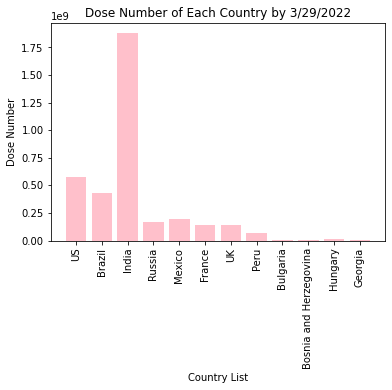 Dose Number of Each Country by 3/29/2022
1e9
1.75
1.50
1.25
1.00
0.75
0.50
0.25
0.00
Dose Number
US
Brazil
India
Russia
Mexico
France
UK
Peru
Bulgaria
Bosnia and Herzegovina
Hungary
Georgia
Country List